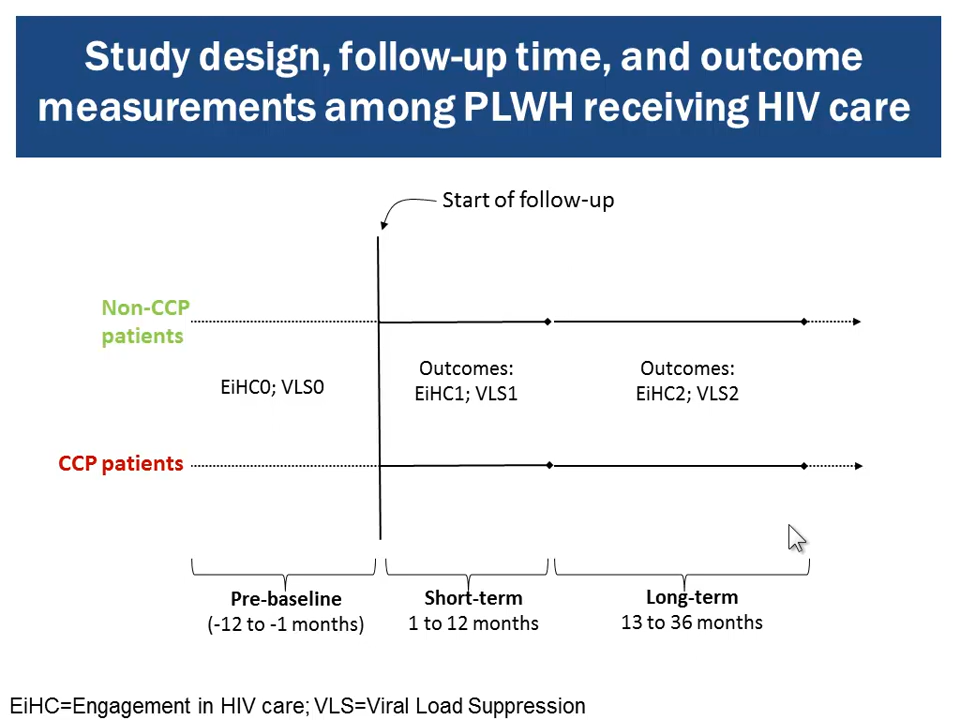 Study design, follow-up time, and outcome
measurements among PLWH receiving HIV care
Start of follow-up
Non-CCP
patients
EiHC0; VLS0
Outcomes:
EiHC1; VLS1
Outcomes:
EiHC2; VLS2
CCP patients
Pre-baseline
(-12 to -1 months)
Short-term
1 to 12 months
Long-term
13 to 36 months
EiHC=Engagement in HIV care; VLS=Viral Load Suppression